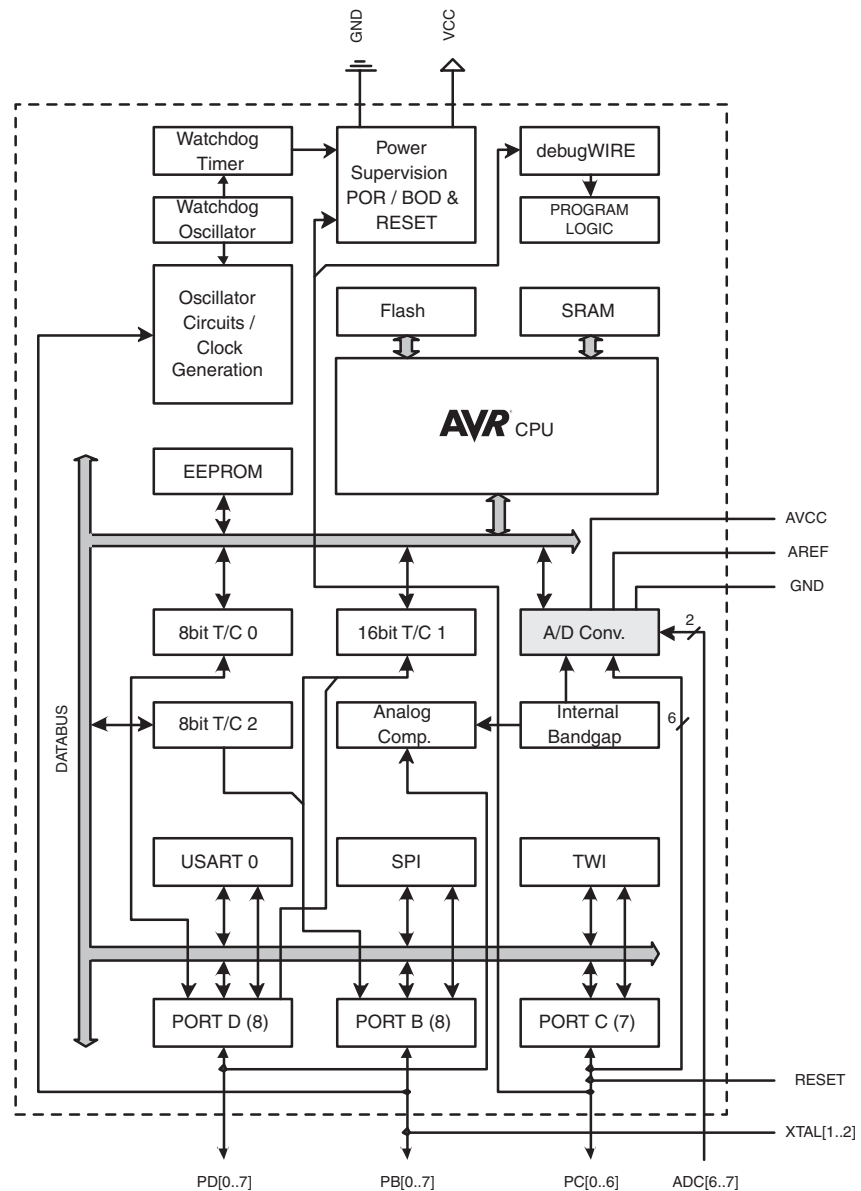 GND
VCC
Watchdog
Timer
Power
Supervision
POR / BOD &
RESET
debugWIRE
Watchdog
Oscillator
PROGRAM
LOGIC
Oscillator
Circuits /
Clock
Generation
Flash
SRAM
AVR CPU
EEPROM
AVCC
AREF
GND
8bit T/C 0
16bit T/C 1
A/D Conv.
2
DATABUS
8bit T/C 2
Analog
Comp.
Internal
Bandgap
6
USART 0
SPI
TWI
PORT D (8)
PORT B (8)
PORT C (7)
RESET
XTAL[1..2]
PD[0..7]
PB[0..7]
PC[0..6]
ADC[6..7]